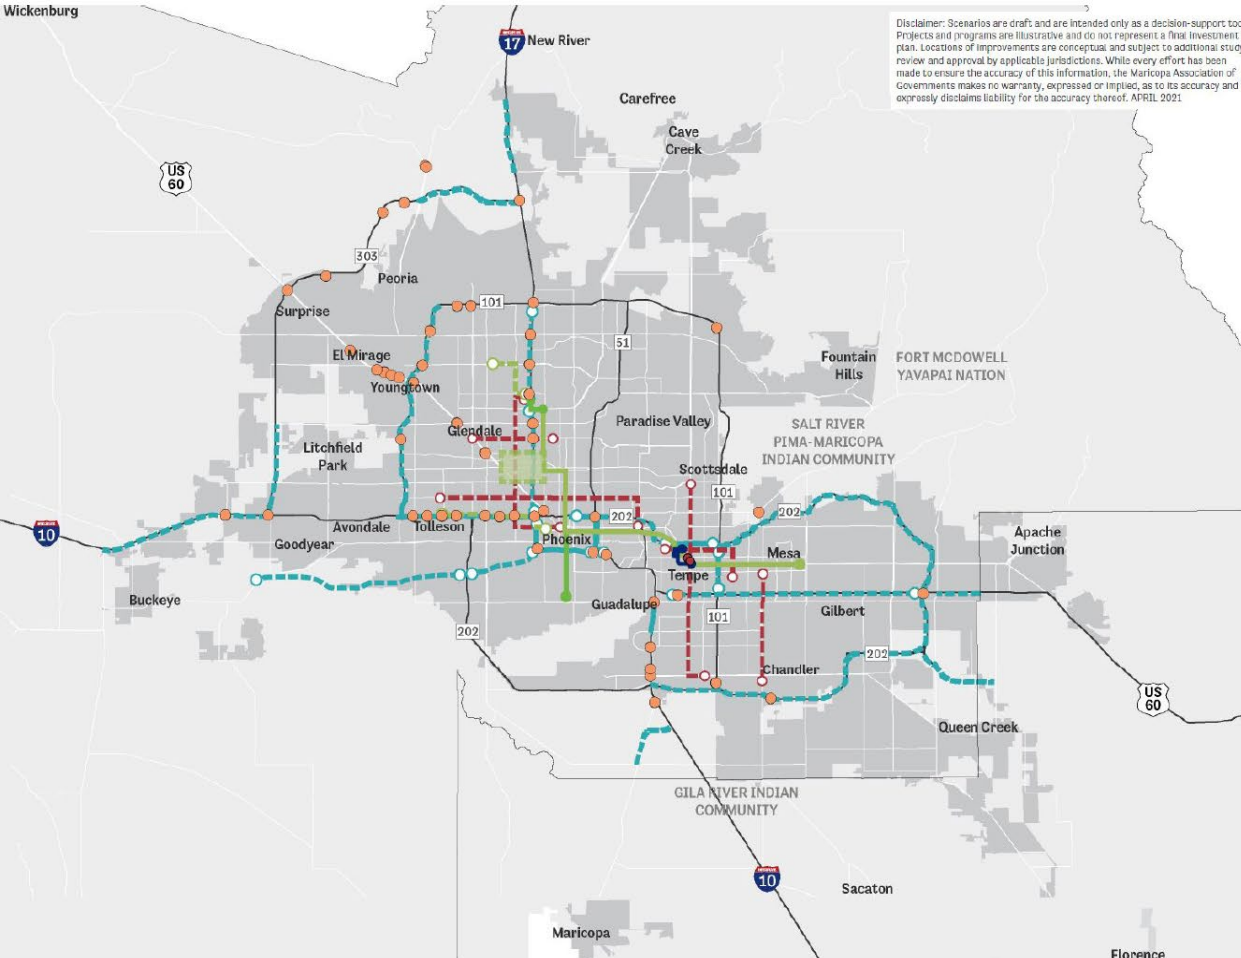 Wickenburg
Disclaimer: Scenarios are draft and are intended only as a decision-support too
Projects and programs are illustrative and do not represent a final investment
plan. Locations of improvements are conceptual and subject to additional study
review and approval by applicable jurisdictions. While every effort has been
made to ensure the accuracy of this information, the Maricopa Association of
Governments makes no warranty, expressed or implied, as to its accuracy and
expressly disclaims liability for the accuracy thereof. APRIL 2021
17
New River
Carefree
Cave
Creek
US
60
303
Peoria
101
Surprise
51
El Mirage
Fountain
Hills
FORT MCDOWELL
YAVAPAI NATION
Youngtown
Paradise Valley
Glendale
SALT RIVER
PIMA-MARICOPA
INDIAN COMMUNITY
Litchfield
Park
Scottsdale
101
202
202
10
Avondale
Tolleson
Goodyear
Phoenix
Mesa
Apache
Junction
Tempe
Buckeye
Guadalupe
Gilbert
101
202
202
Chandler
US
60
Queen Creek
GILA RIVER INDIAN
COMMUNITY
10
Sacaton
Maricopa
Florence